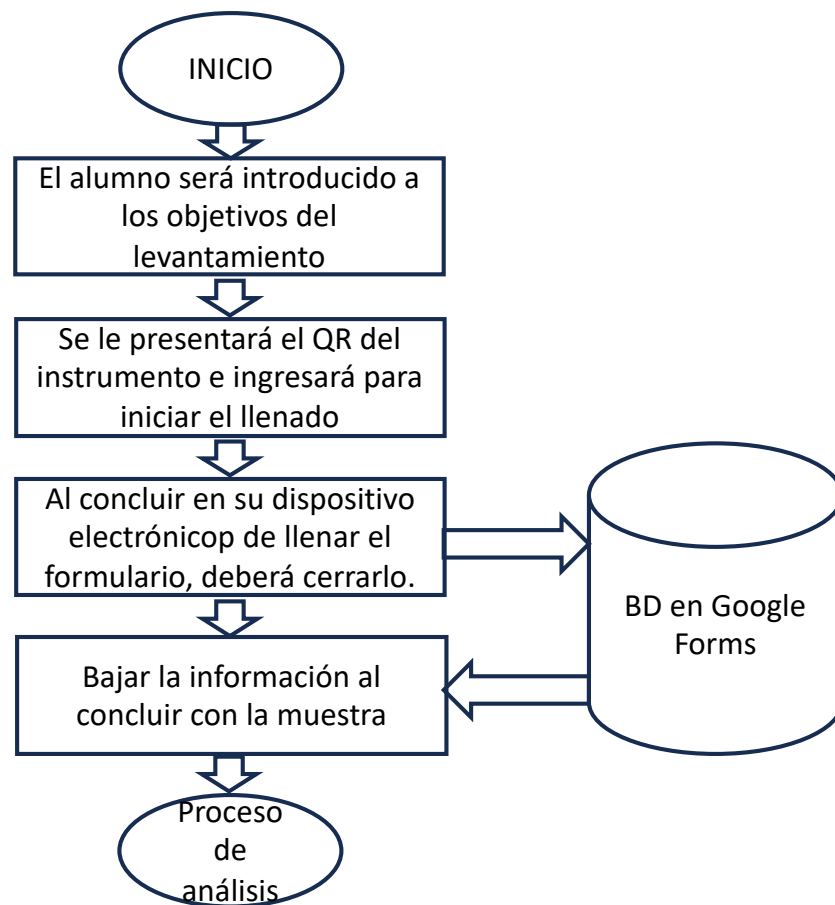 INICIO
El alumno será introducido a
los objetivos del
levantamiento
Se le presentará el QR del
instrumento e ingresará para
iniciar el llenado
Al concluir en su dispositivo
electrónicop de llenar el
formulario, deberá cerrarlo.
BD en Google
Forms
Bajar la información al
concluir con la muestra
Proceso
de
análisis